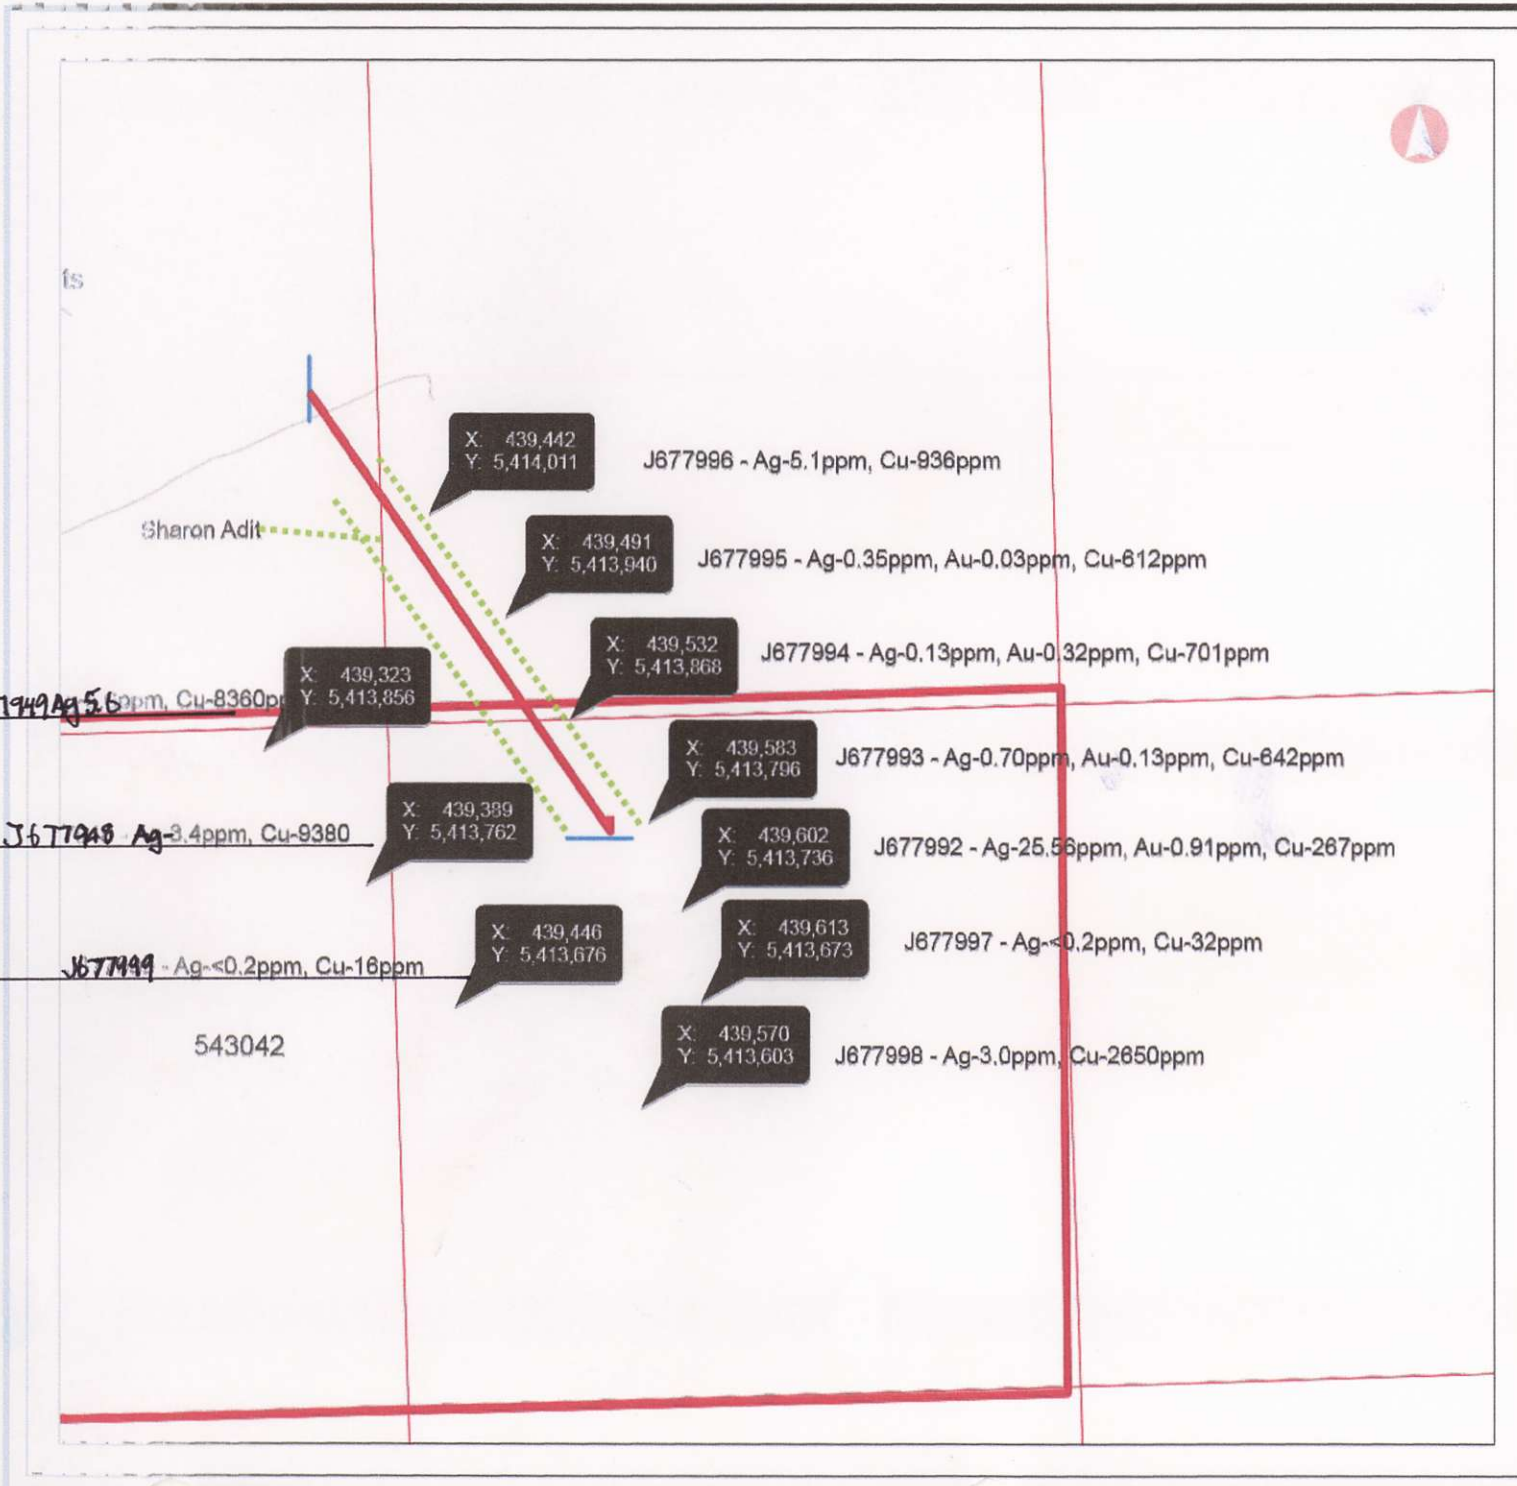 ts
X: 439,442
Y: 5,414,011
J677996 - Ag-5.1ppm, Cu-936ppm
Sharon Adit
X: 439,491
Y: 5,413,940
J677995 - Ag-0.35ppm, Au-0.03ppm, Cu-612ppm
X: 439,532
Y: 5,413,868
J677994 - Ag-0.13ppm, Au-0.32ppm, Cu-701ppm
7949 Ag 5.6ppm, Cu-8360pp
X: 439,323
Y: 5,413,856
X: 439,583
Y: 5,413,796
J677993 - Ag-0.70ppm, Au-0.13ppm, Cu-642ppm
J677948 Ag-3.4ppm, Cu-9380
X: 439,389
Y: 5,413,762
X: 439,602
Y: 5,413,736
J677992 - Ag-25.56ppm, Au-0.91ppm, Cu-267ppm
J677999 - Ag-<0.2ppm, Cu-16ppm
X: 439,446
Y: 5,413,676
X: 439,613
Y: 5,413,673
J677997 - Ag-<0.2ppm, Cu-32ppm
543042
X: 439,570
Y: 5,413,603
J677998 - Ag-3.0ppm, Cu-2650ppm